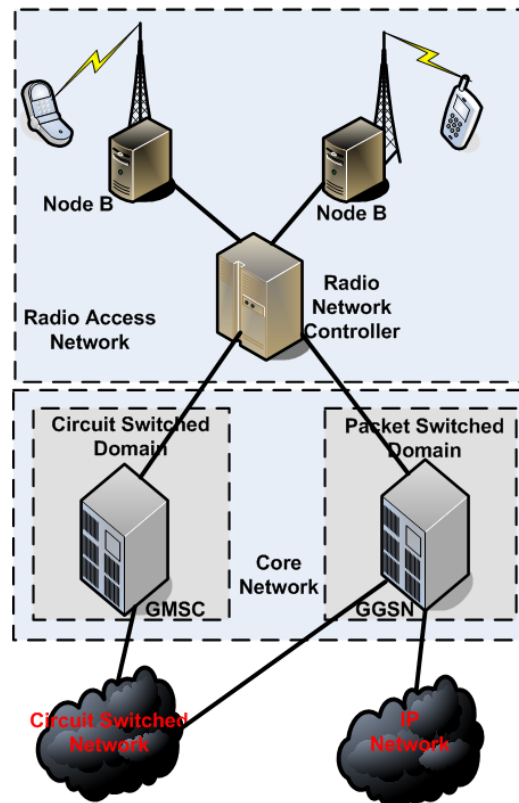 Node B
Node B
Radio
Network
Controller
Radio Access
Network
Circuit Switched
Domain
Packet Switched
Domain
Core
Network
GMSC
GGSN
Circuit Switched
Network
IP
Network